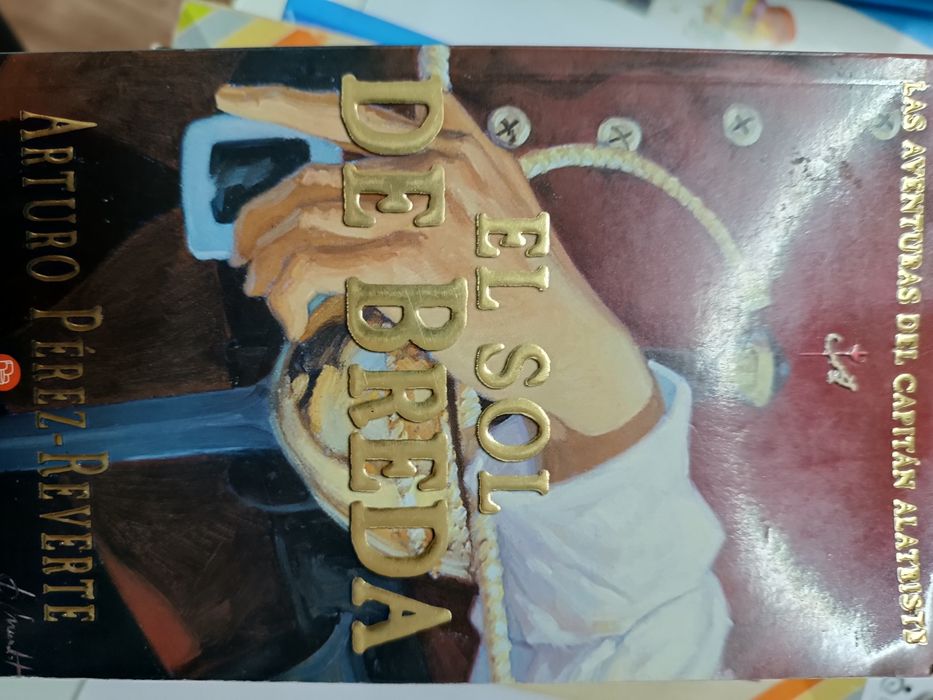 LAS AVENTURAS DEL CAPITÁN ALATRISTE
EL SOL
DE BREDA
ARTURO PÉREZ-REVERTE